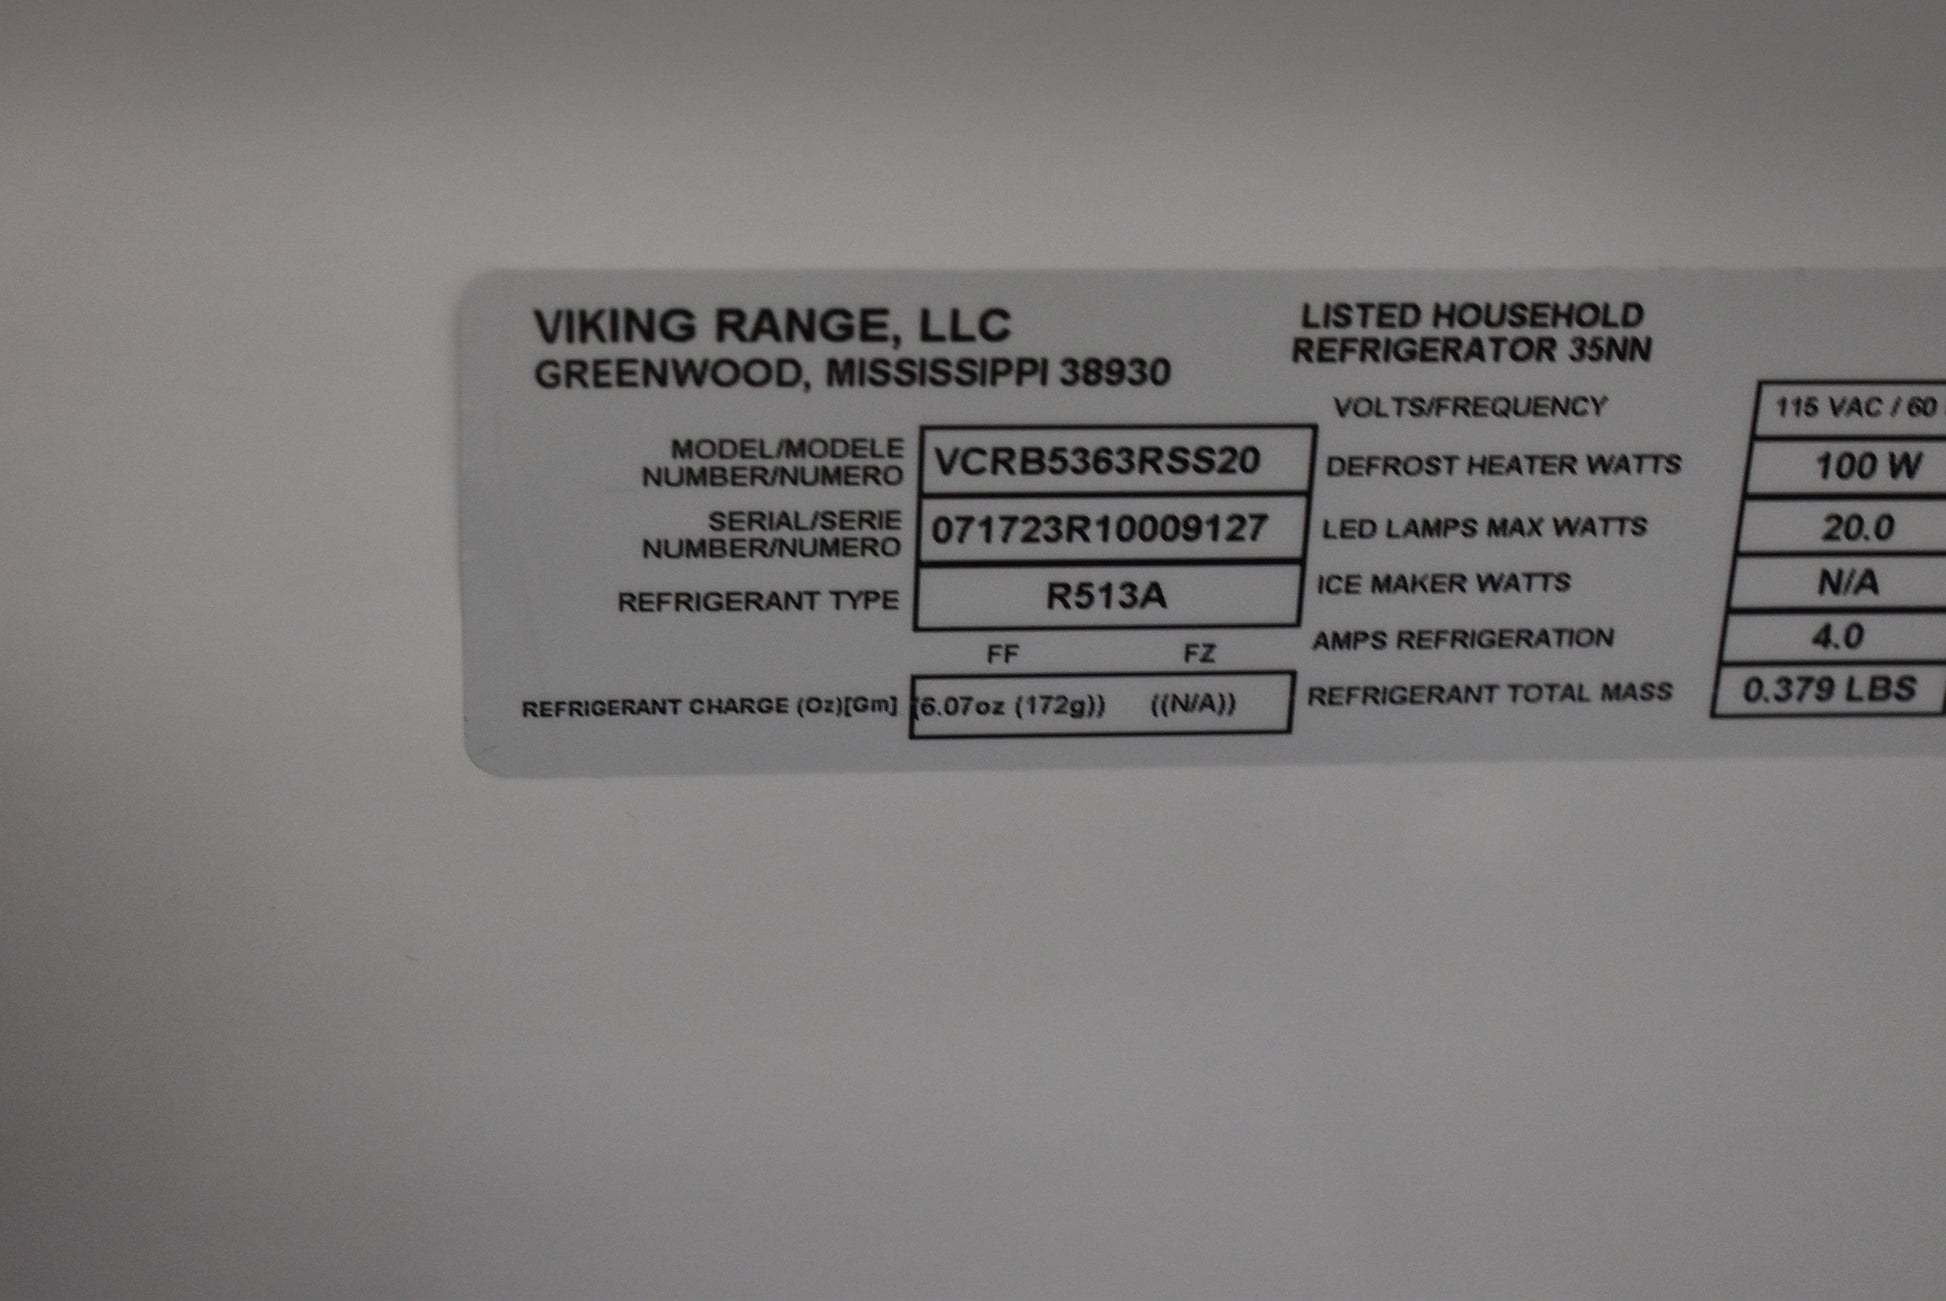 VIKING RANGE, LLC
GREENWOOD, MISSISSIPPI 38930
MODEL/MODELE
NUMBER/NUMERO
VCRB5363RSS20
SERIAL/SERIE
NUMBER/NUMERO
071723R10009127
REFRIGERANT TYPE
R513A
FF FZ
REFRIGERANT CHARGE (Oz)[Gm]
(6.07oz (172g)) ((N/A))
LISTED HOUSEHOLD
REFRIGERATOR 35NN
VOLTS/FREQUENCY
115 VAC / 60
DEFROST HEATER WATTS
100 W
LED LAMPS MAX WATTS
20.0
ICE MAKER WATTS
N/A
AMPS REFRIGERATION
4.0
REFRIGERANT TOTAL MASS
0.379 LBS